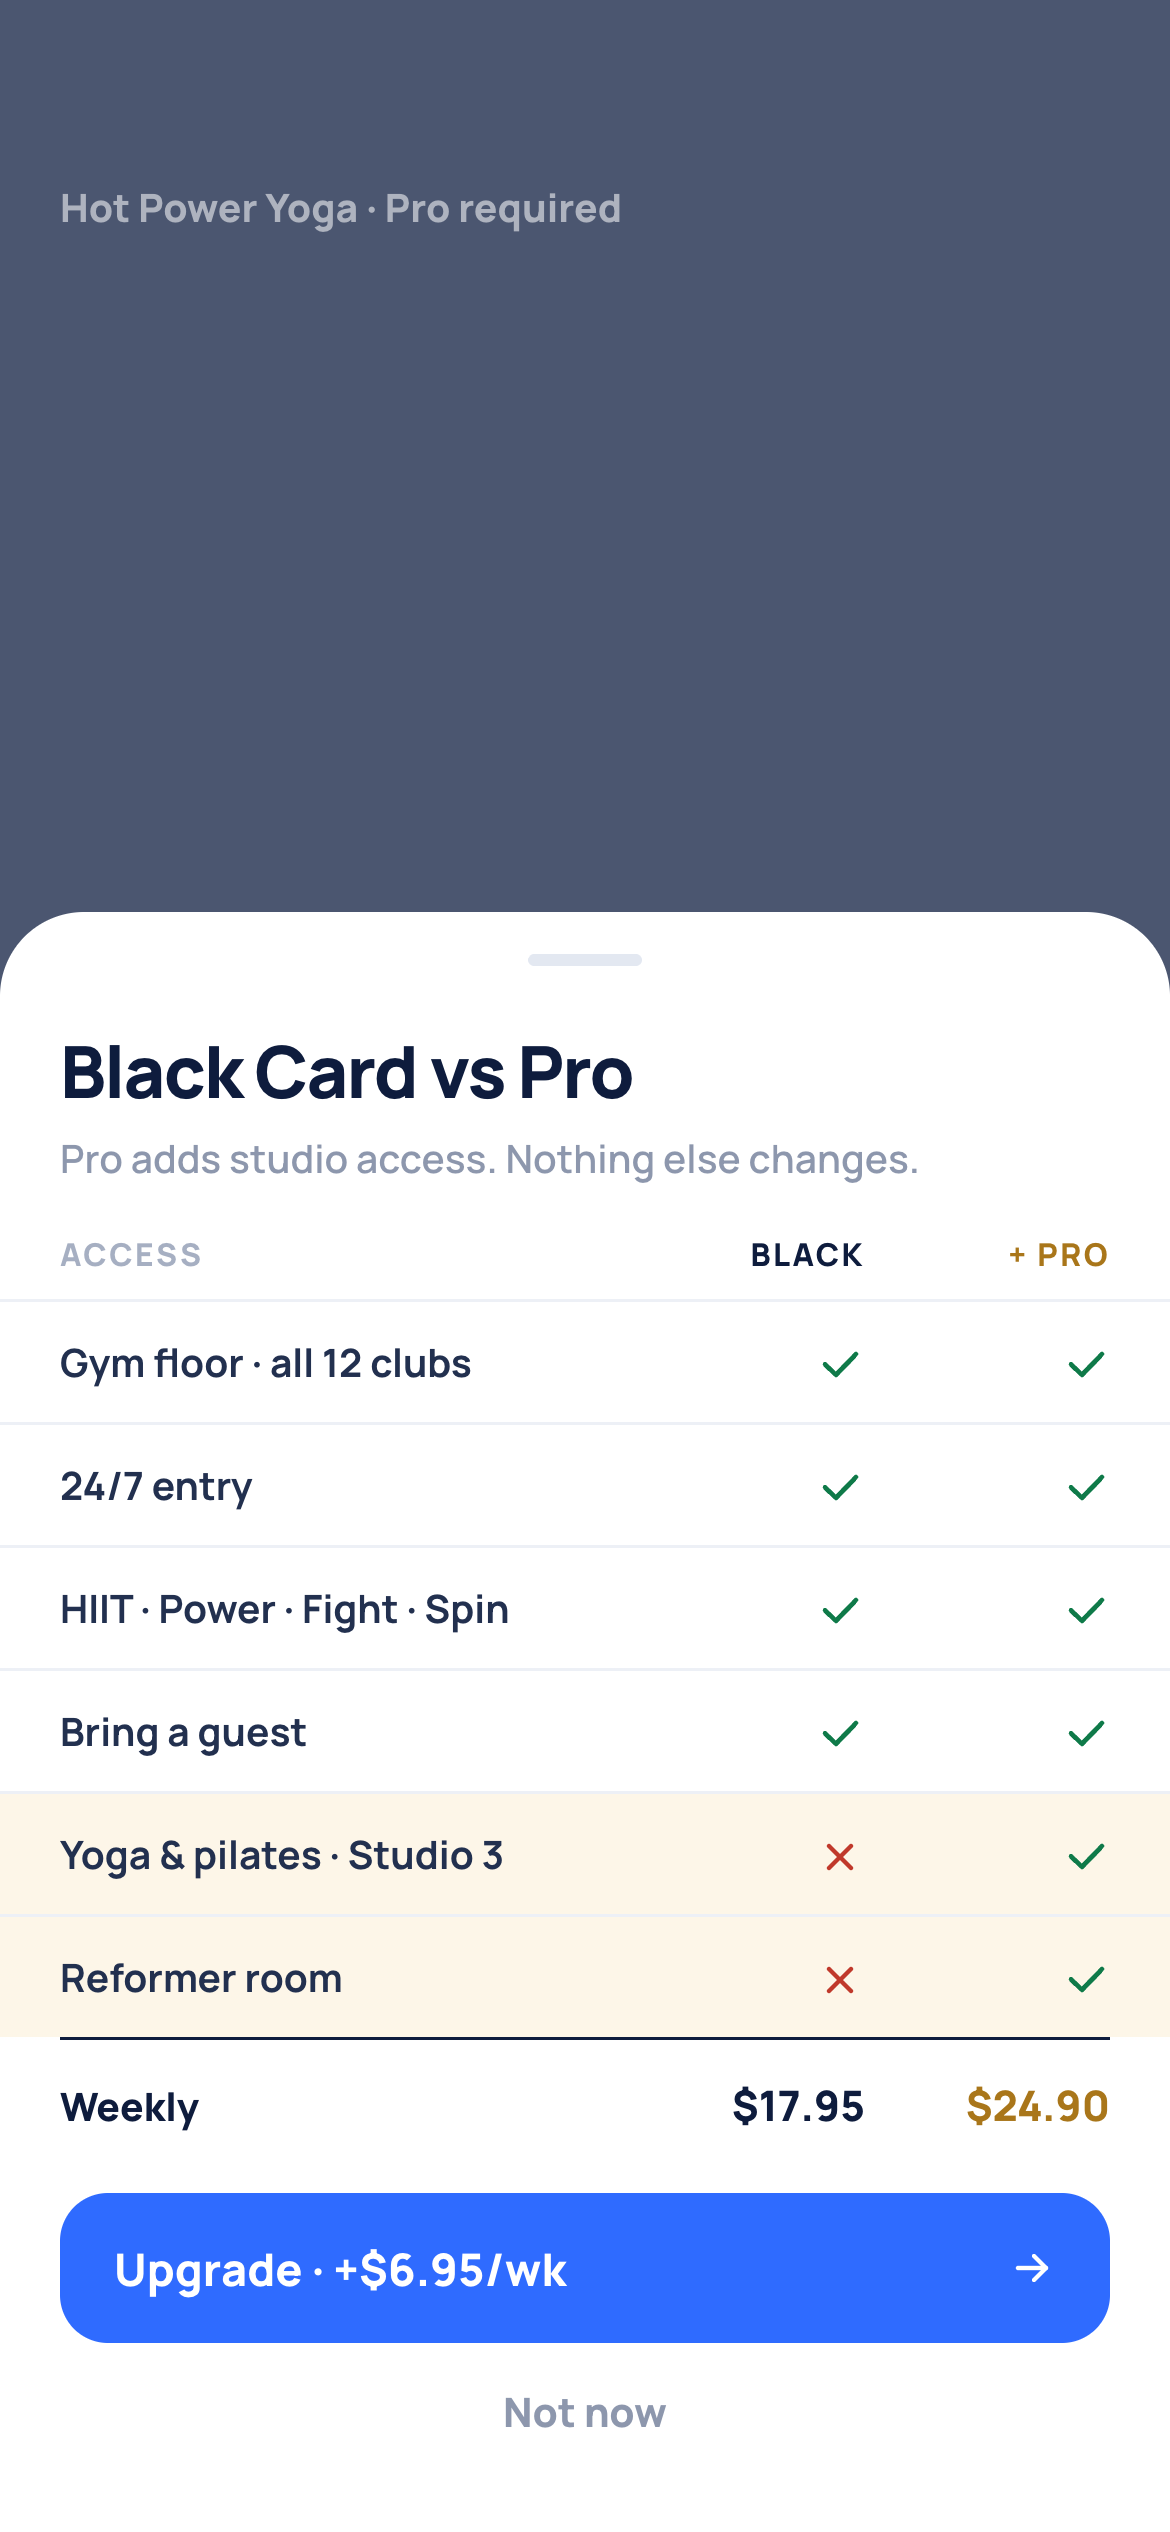 Hot Power Yoga · Pro required
Black Card vs Pro
Pro adds studio access. Nothing else changes.
ACCESS BLACK + PRO
Gym floor · all 12 clubs
24/7 entry
HIIT · Power · Fight · Spin
Bring a guest
Yoga & pilates · Studio 3
Reformer room
Weekly $17.95 $24.90
Upgrade · +$6.95/wk
Not now